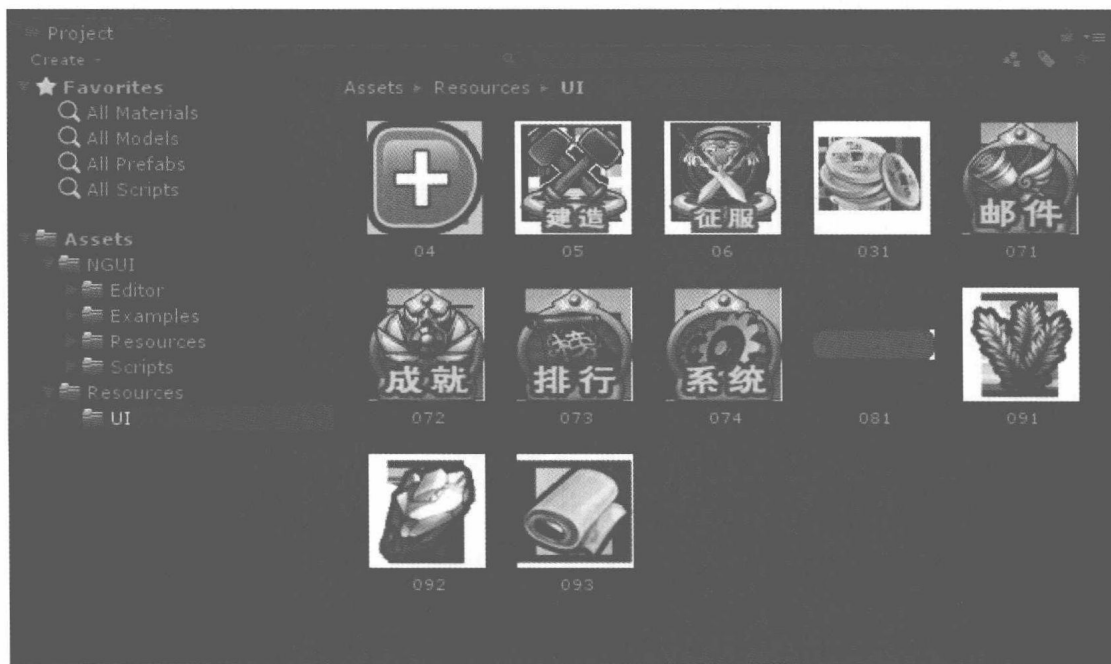 Project
Create
Favorites
All Materials
All Models
All Prefabs
All Scripts
Assets
NGUI
Editor
Examples
Resources
Scripts
Resources
UI
Assets ▸ Resources ▸ UI
建造
征服
邮件
04 05 06 031 071
成就
排行
系统
072 073 074 081 091
092 093